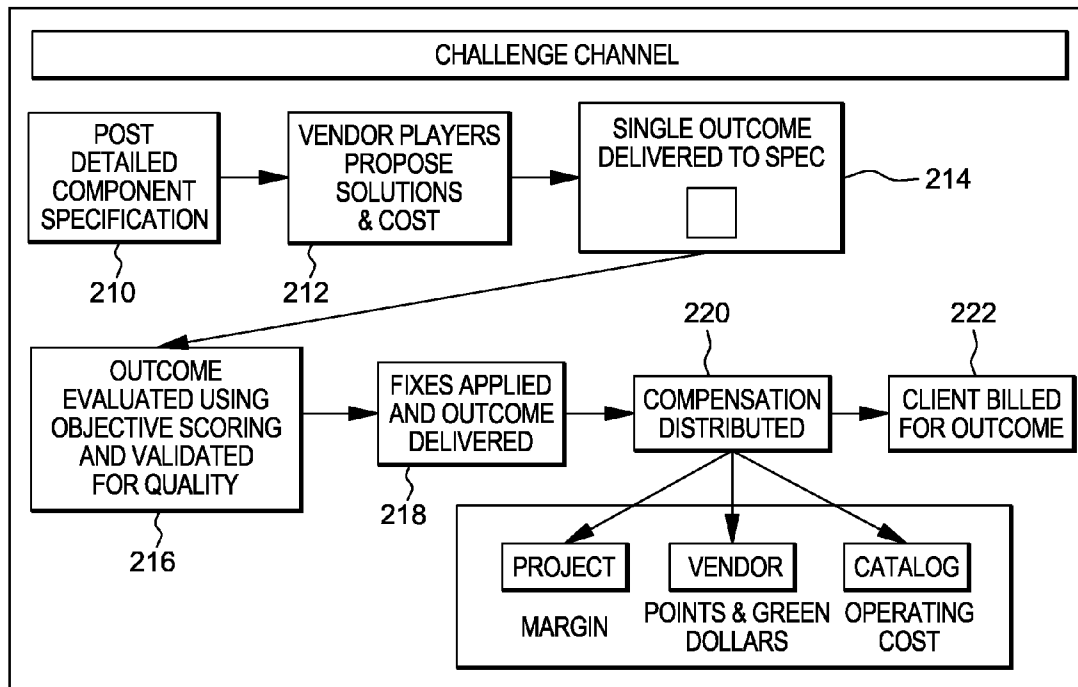 CHALLENGE CHANNEL
POST
DETAILED
COMPONENT
SPECIFICATION
210
VENDOR PLAYERS
PROPOSE
SOLUTIONS
& COST
212
SINGLE OUTCOME
DELIVERED TO SPEC
214
OUTCOME
EVALUATED USING
OBJECTIVE SCORING
AND VALIDATED
FOR QUALITY
216
FIXES APPLIED
AND OUTCOME
DELIVERED
218
220
COMPENSATION
DISTRIBUTED
222
CLIENT BILLED
FOR OUTCOME
PROJECT
MARGIN
VENDOR
POINTS & GREEN
DOLLARS
CATALOG
OPERATING
COST